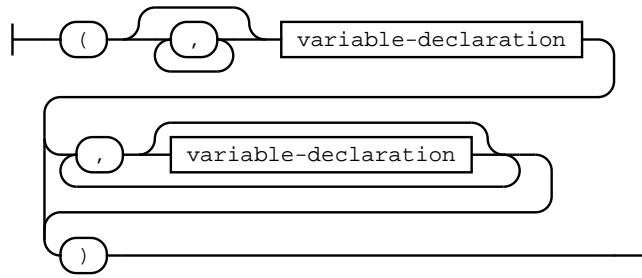 ( , variable-declaration
, variable-declaration
)